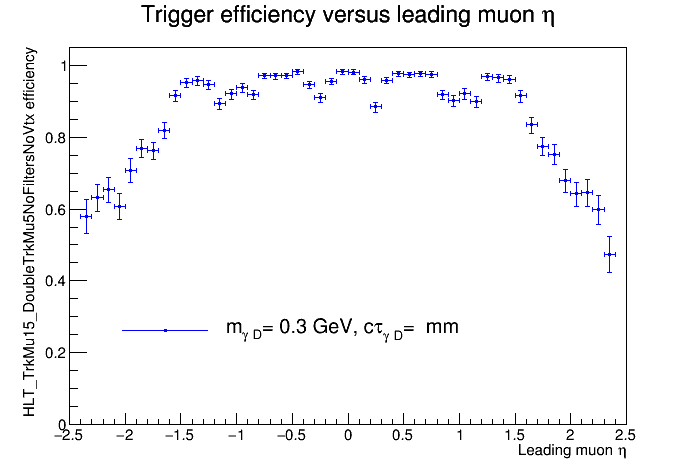 Trigger efficiency versus leading muon η
HLT_TrkMu15_DoubleTrkMu5NoFiltersNoVtx efficiency
1
0.8
0.6
0.4
0.2
0
m_γD= 0.3 GeV, cτ_γD= mm
−2.5 −2 −1.5 −1 −0.5 0 0.5 1 1.5 2 2.5
Leading muon η